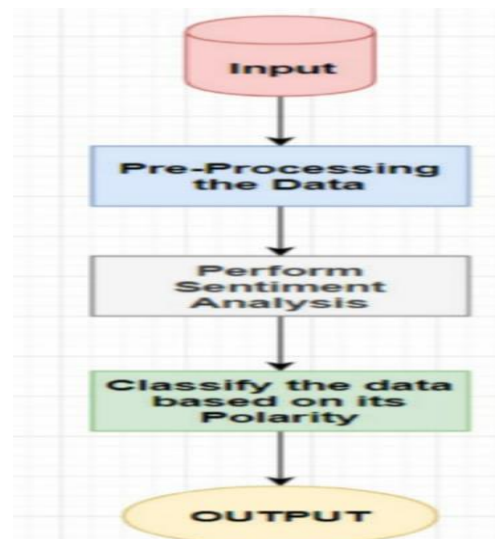 Input
Pre-Processing
the Data
Perform
Sentiment
Analysis
Classify the data
based on its
Polarity
OUTPUT